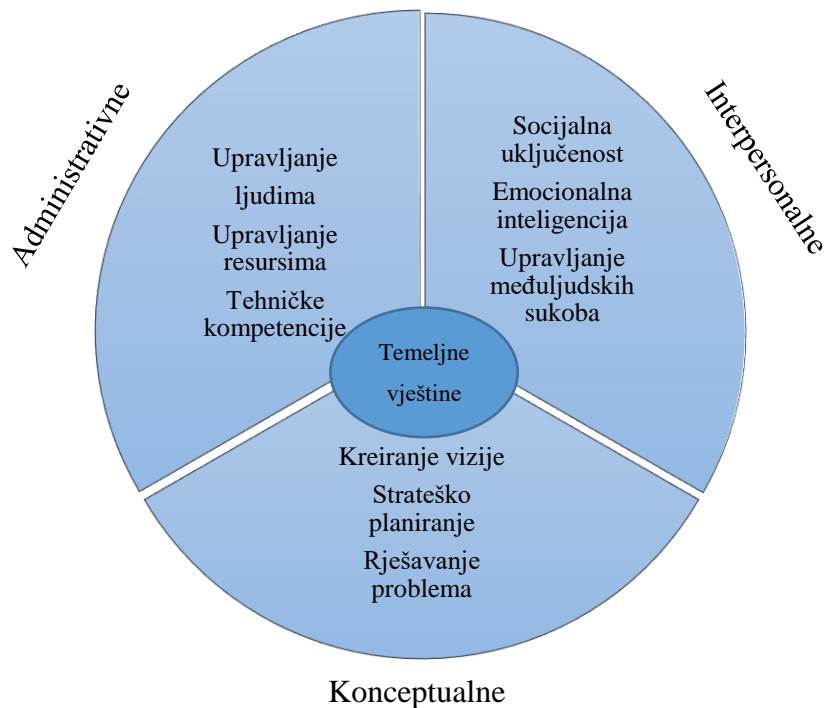 Administrativne
Upravljanje
ljudima
Upravljanje
resursima
Tehničke
kompetencije
Interpersonalne
Socijalna
uključenost
Emocionalna
inteligencija
Upravljanje
međuljudskih
sukoba
Temeljne
vještine
Kreiranje vizije
Strateško
planiranje
Rješavanje
problema
Konceptualne